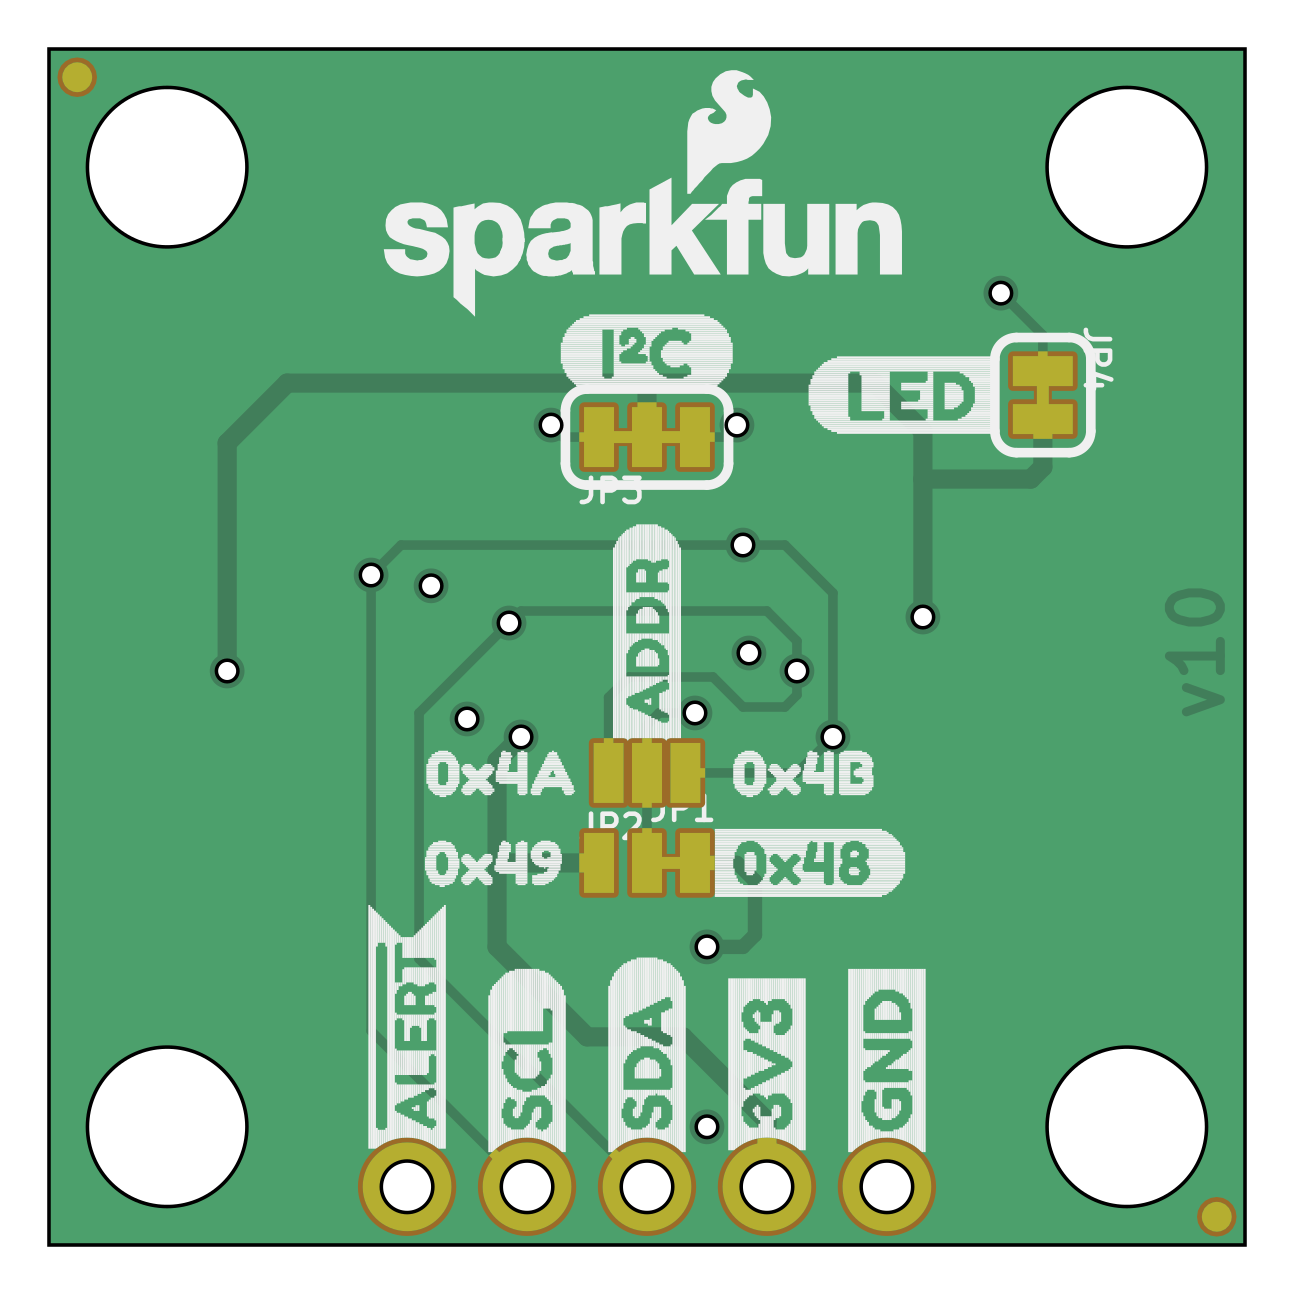 sparkfun
I²C
LED
JP4
JP3
ADDR
v10
0x4A
0x4B
JP1
JP2
0x49
0x48
ALERT
SCL
SDA
3V3
GND